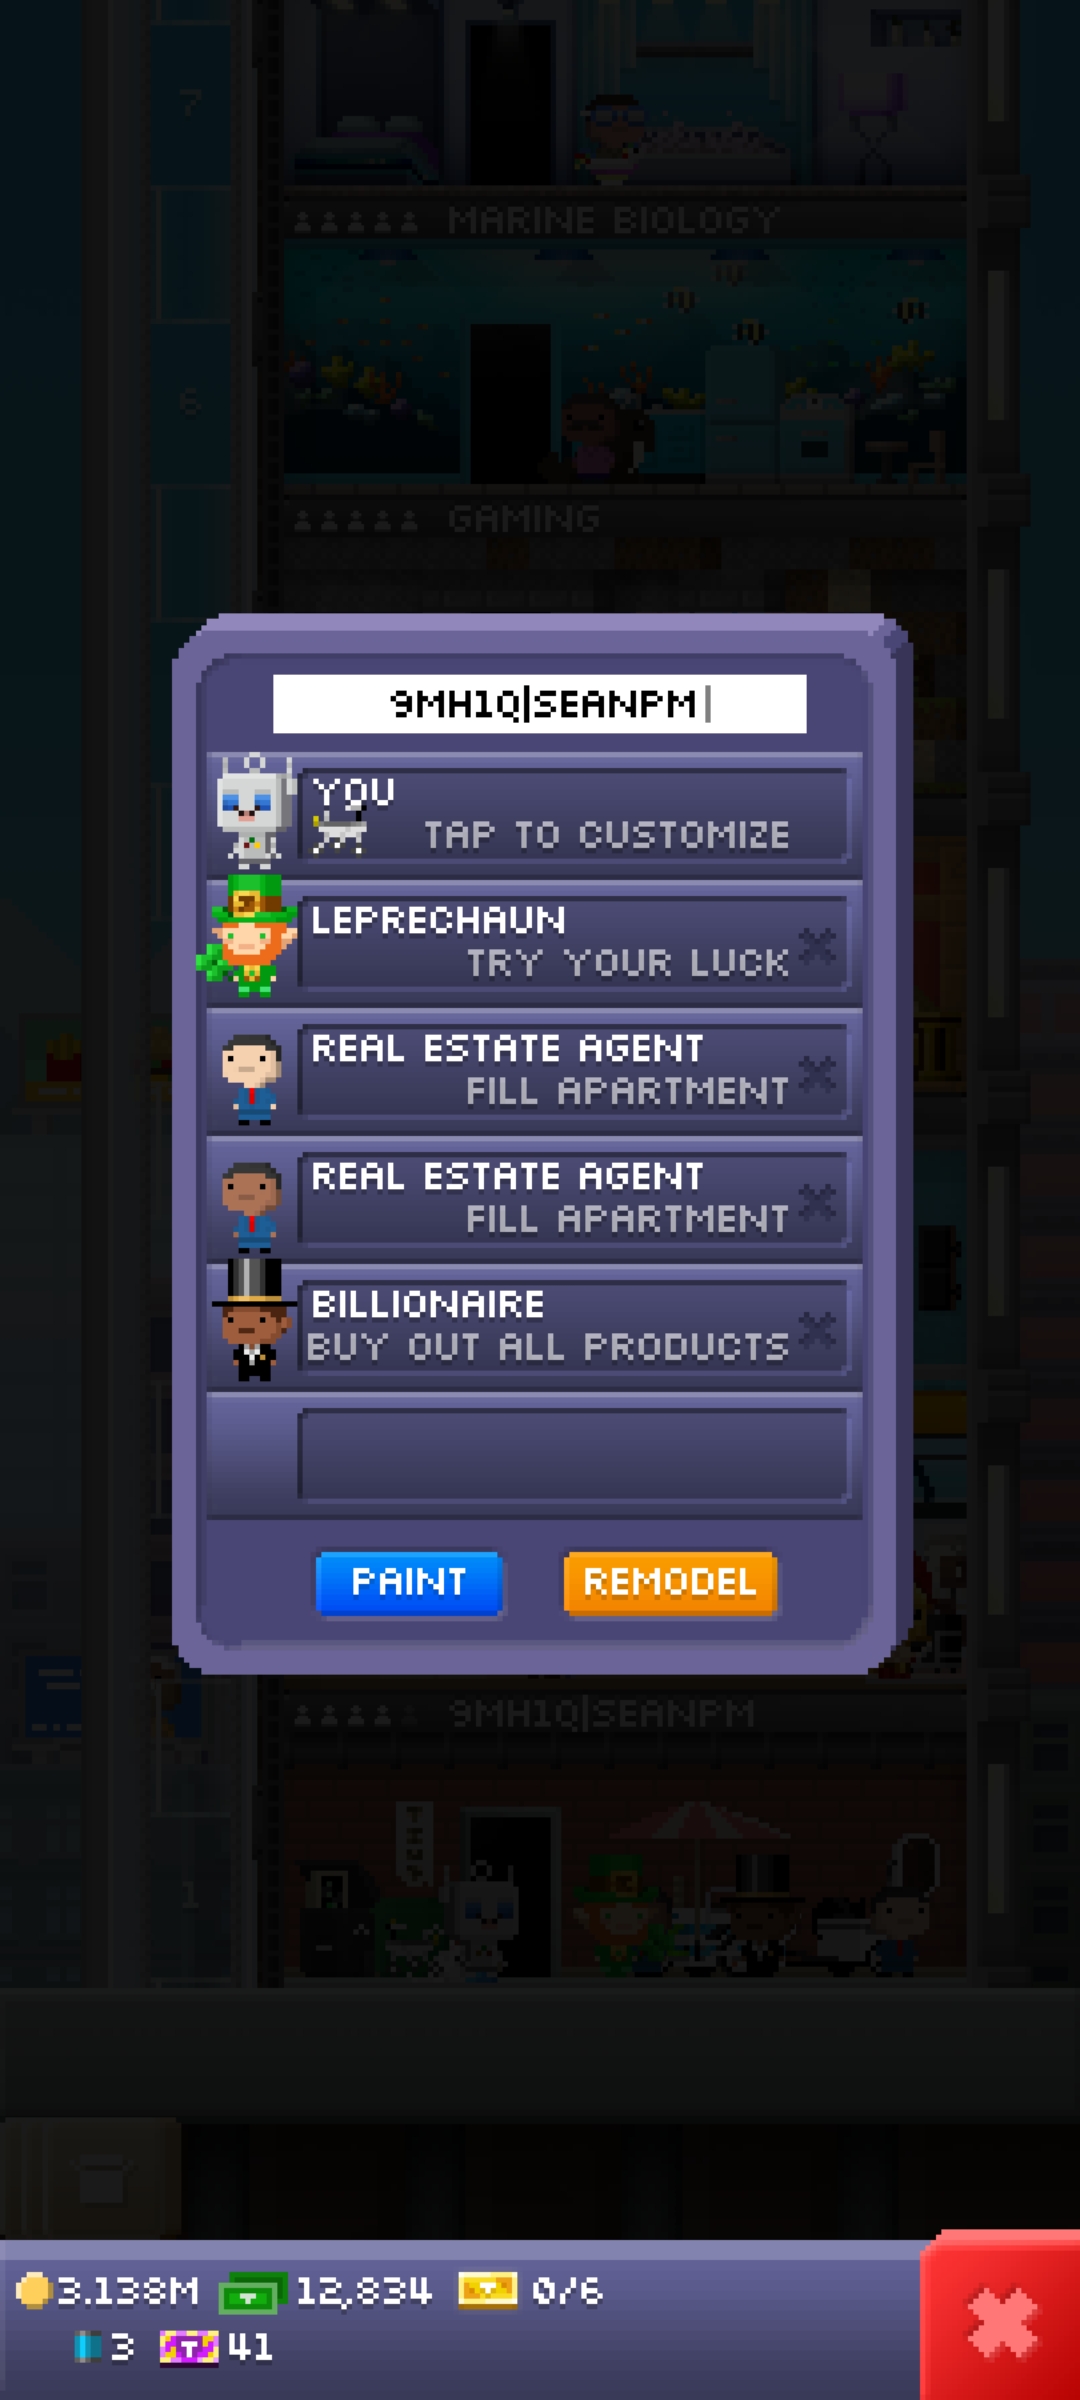 7
MARINE BIOLOGY
6
GAMING
9MH1Q|SEANPM
YOU
TAP TO CUSTOMIZE
LEPRECHAUN
TRY YOUR LUCK
REAL ESTATE AGENT
FILL APARTMENT
REAL ESTATE AGENT
FILL APARTMENT
BILLIONAIRE
BUY OUT ALL PRODUCTS
PAINT
REMODEL
9MH1Q|SEANPM
1
3.138M
12,834
0/6
3
T
41